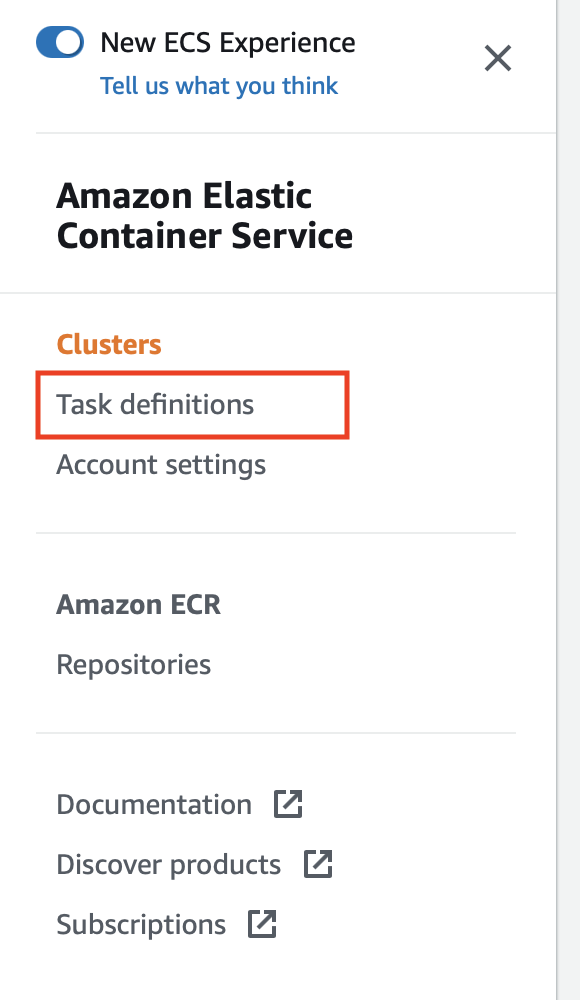 New ECS Experience
Tell us what you think
Amazon Elastic
Container Service
Clusters
Task definitions
Account settings
Amazon ECR
Repositories
Documentation
Discover products
Subscriptions